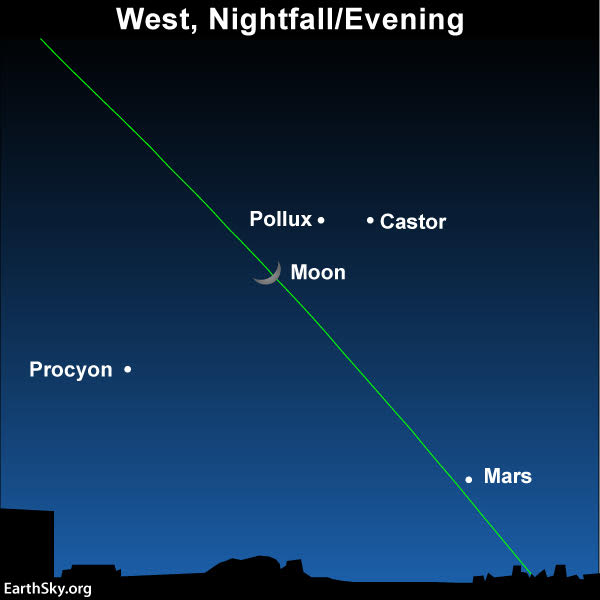 West, Nightfall/Evening
Pollux
Castor
Moon
Procyon
Mars
EarthSky.org